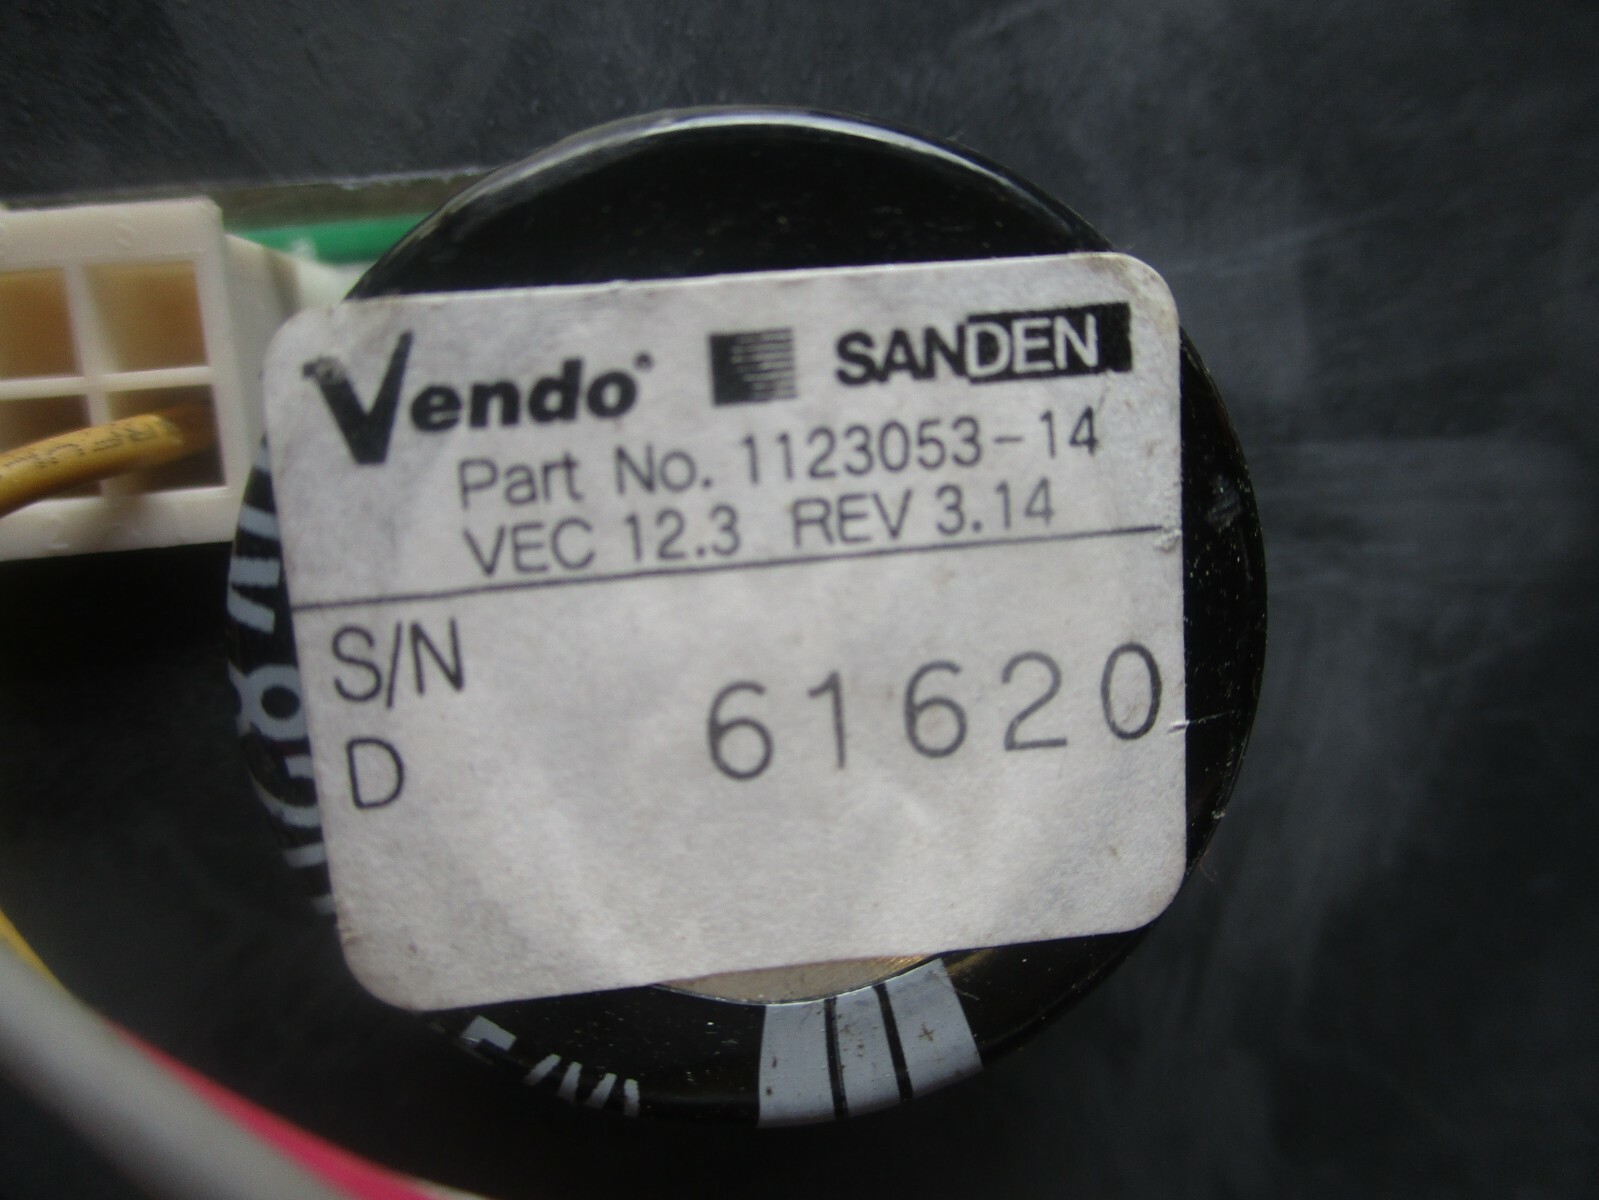 Vendo® SANDEN
Part No. 1123053-14
VEC 12.3 REV 3.14
S/N
D 61620